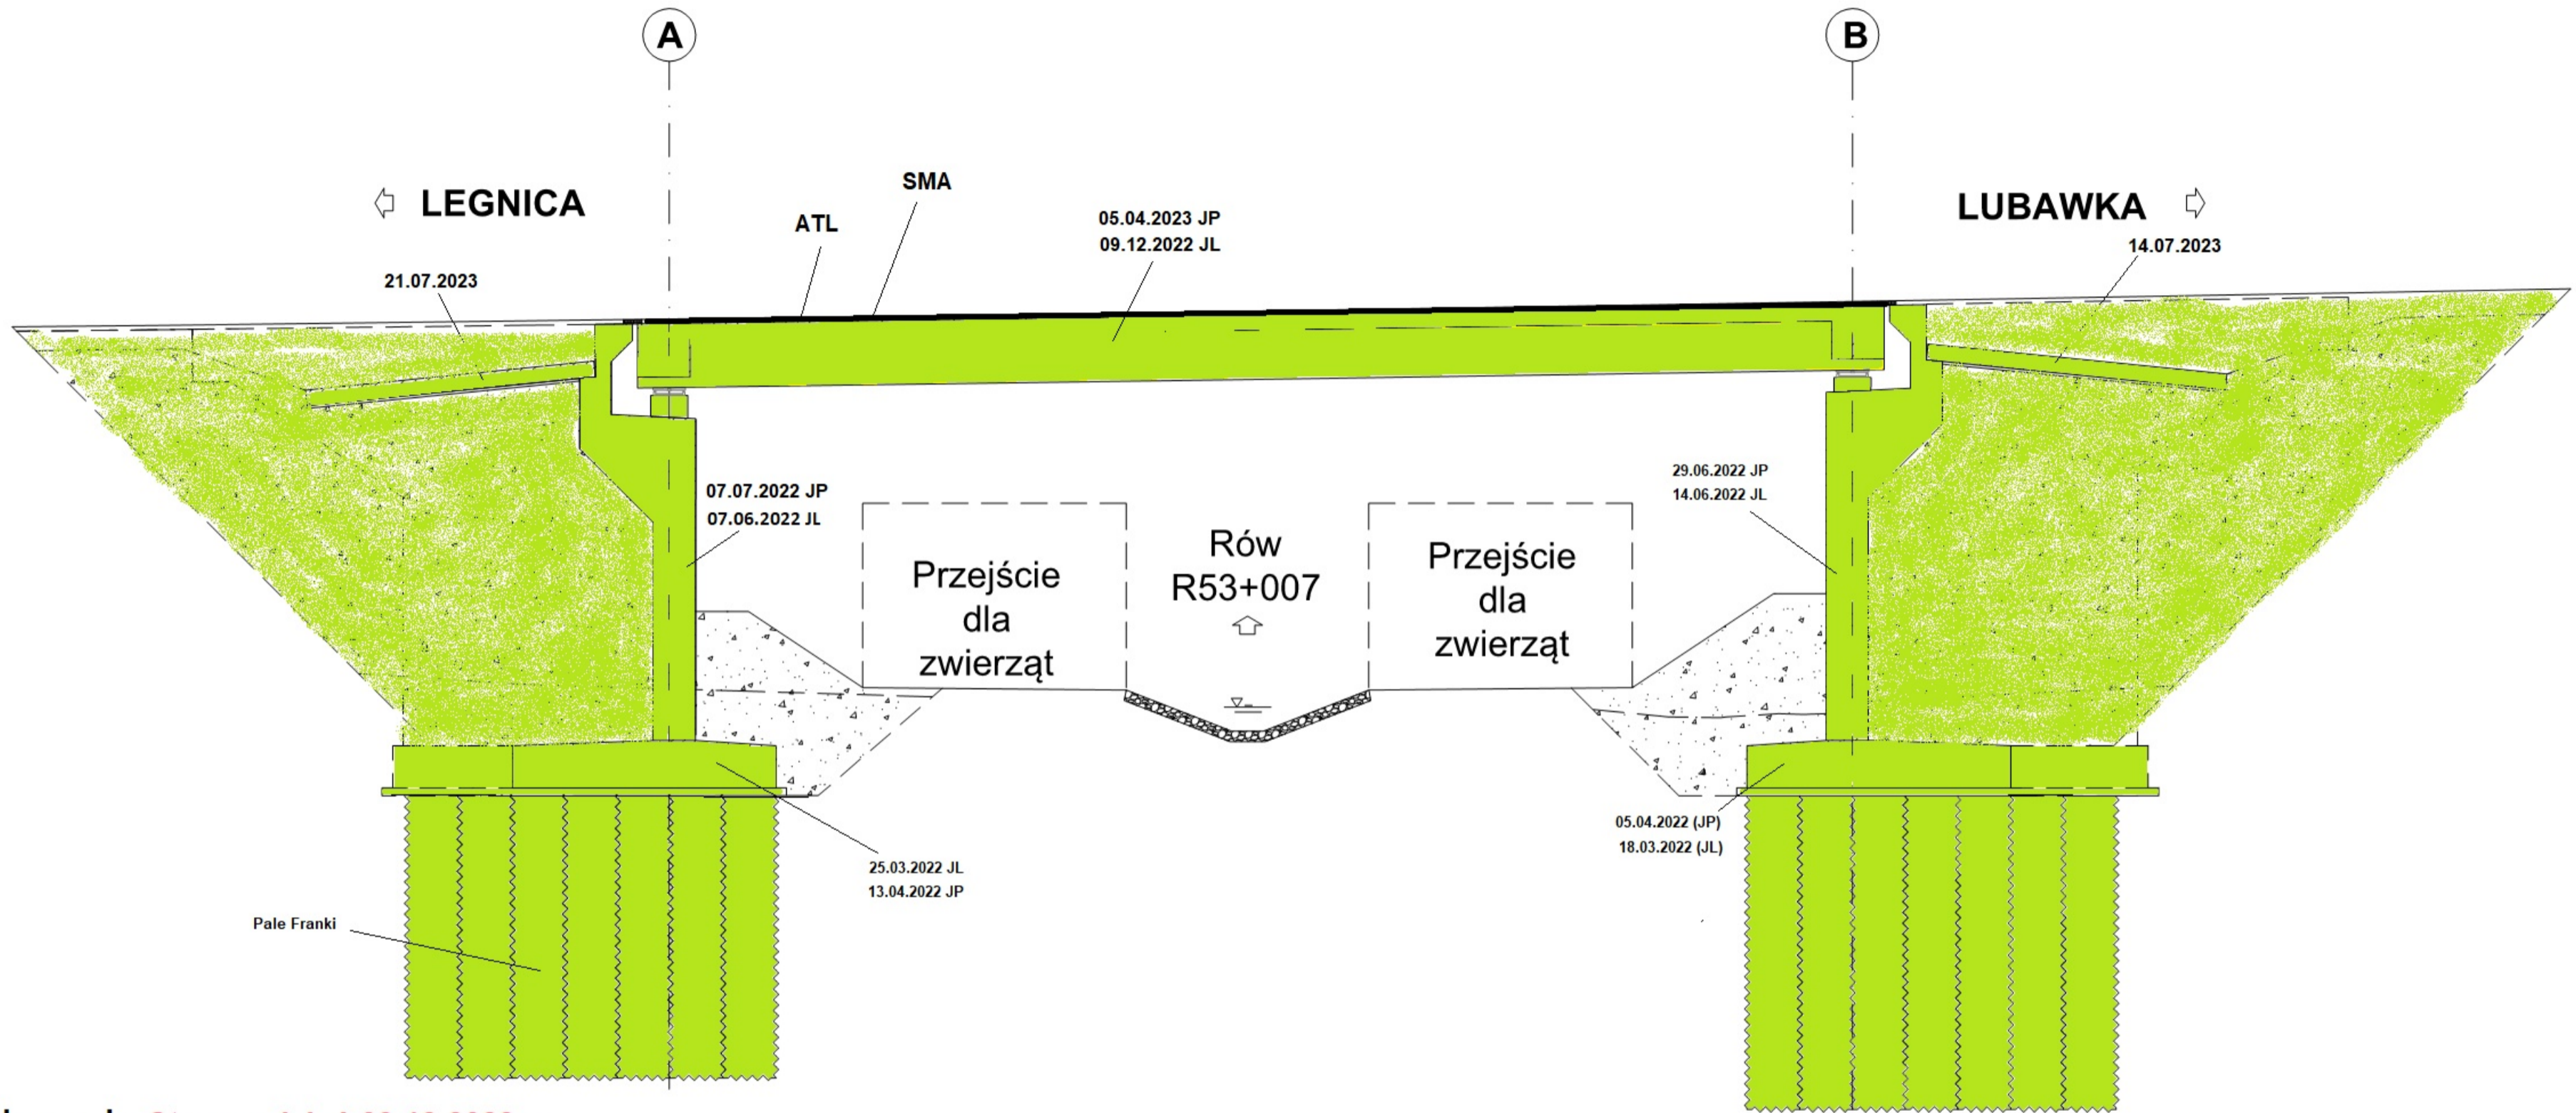 A
B
LEGNICA
LUBAWKA
SMA
ATL
05.04.2023 JP
09.12.2022 JL
14.07.2023
21.07.2023
07.07.2022 JP
07.06.2022 JL
29.06.2022 JP
14.06.2022 JL
Przejście
dla
zwierząt
Rów
R53+007
Przejście
dla
zwierząt
25.03.2022 JL
13.04.2022 JP
05.04.2022 (JP)
18.03.2022 (JL)
Pale Franki